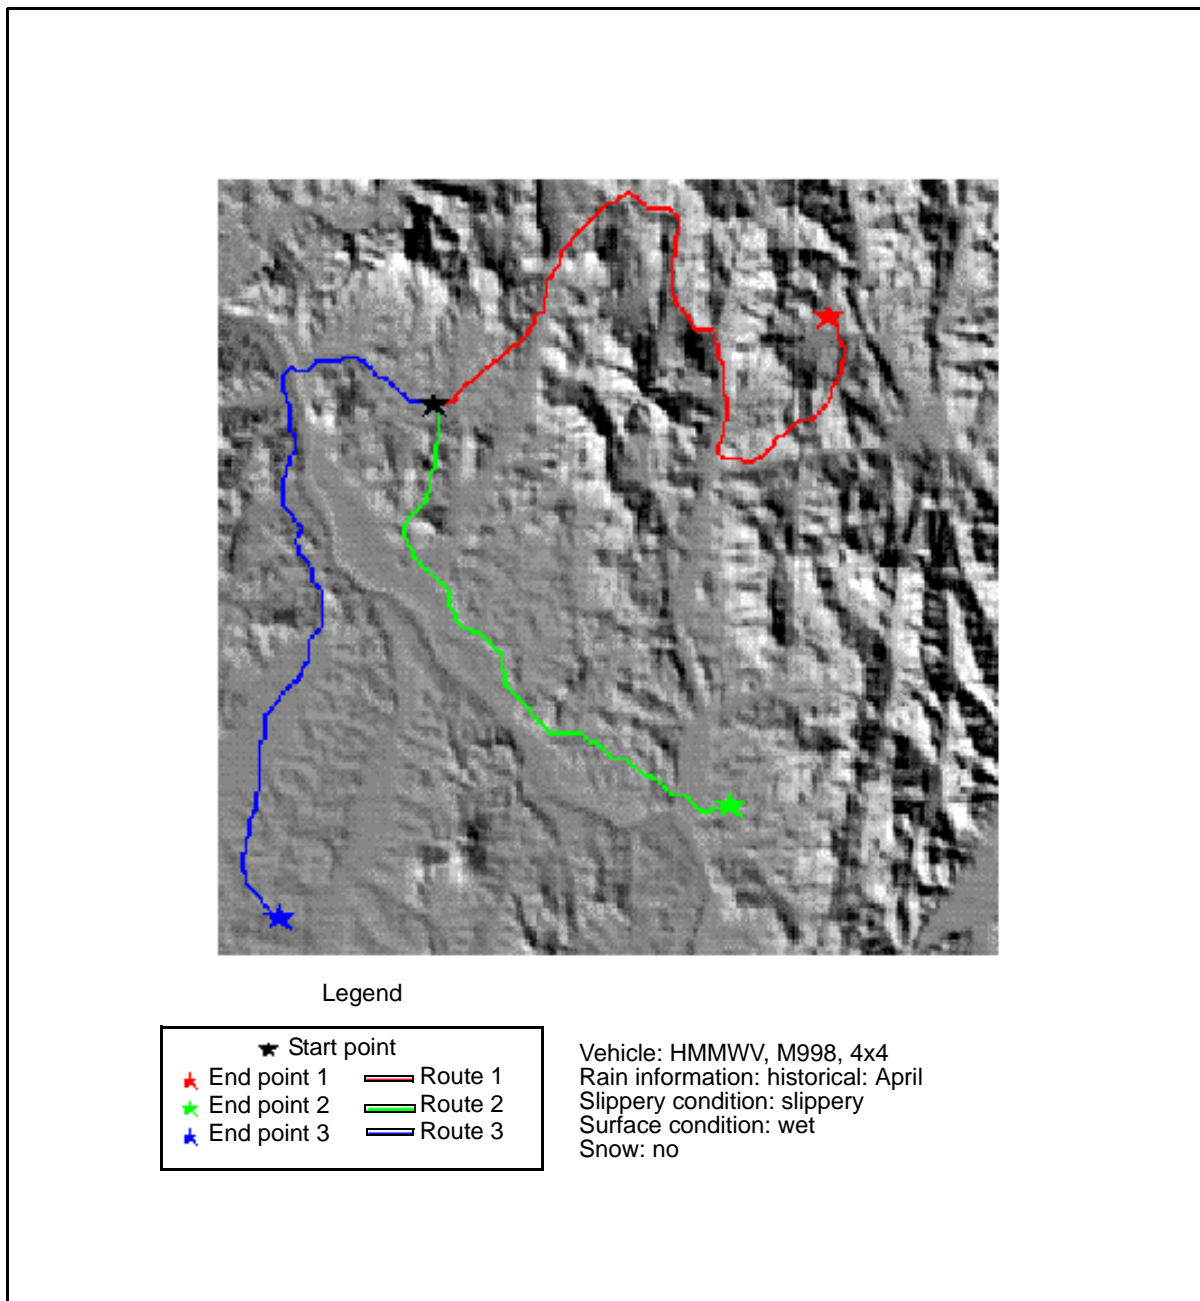 Legend
Start point
End point 1 Route 1
End point 2 Route 2
End point 3 Route 3
Vehicle: HMMWV, M998, 4x4
Rain information: historical: April
Slippery condition: slippery
Surface condition: wet
Snow: no